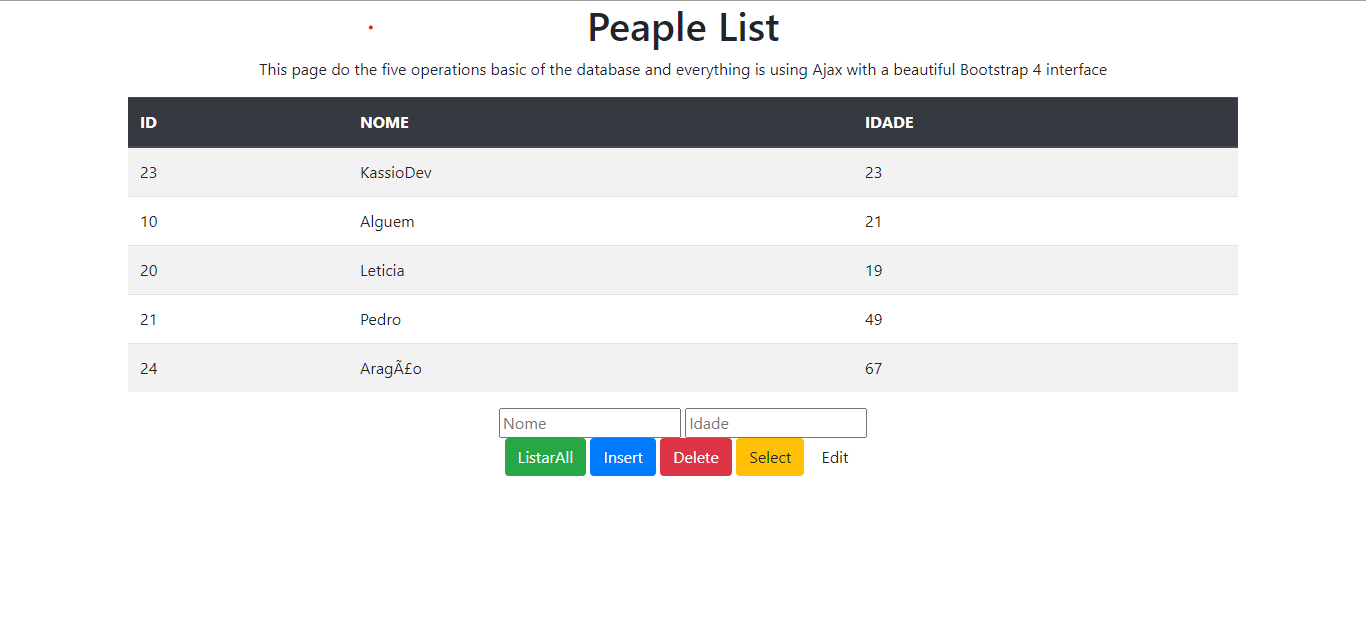 Peaple List
This page do the five operations basic of the database and everything is using Ajax with a beautiful Bootstrap 4 interface
ID NOME IDADE
23 KassioDev 23
10 Alguem 21
20 Leticia 19
21 Pedro 49
24 AragÃ£o 67
Nome Idade
ListarAll Insert Delete Select Edit